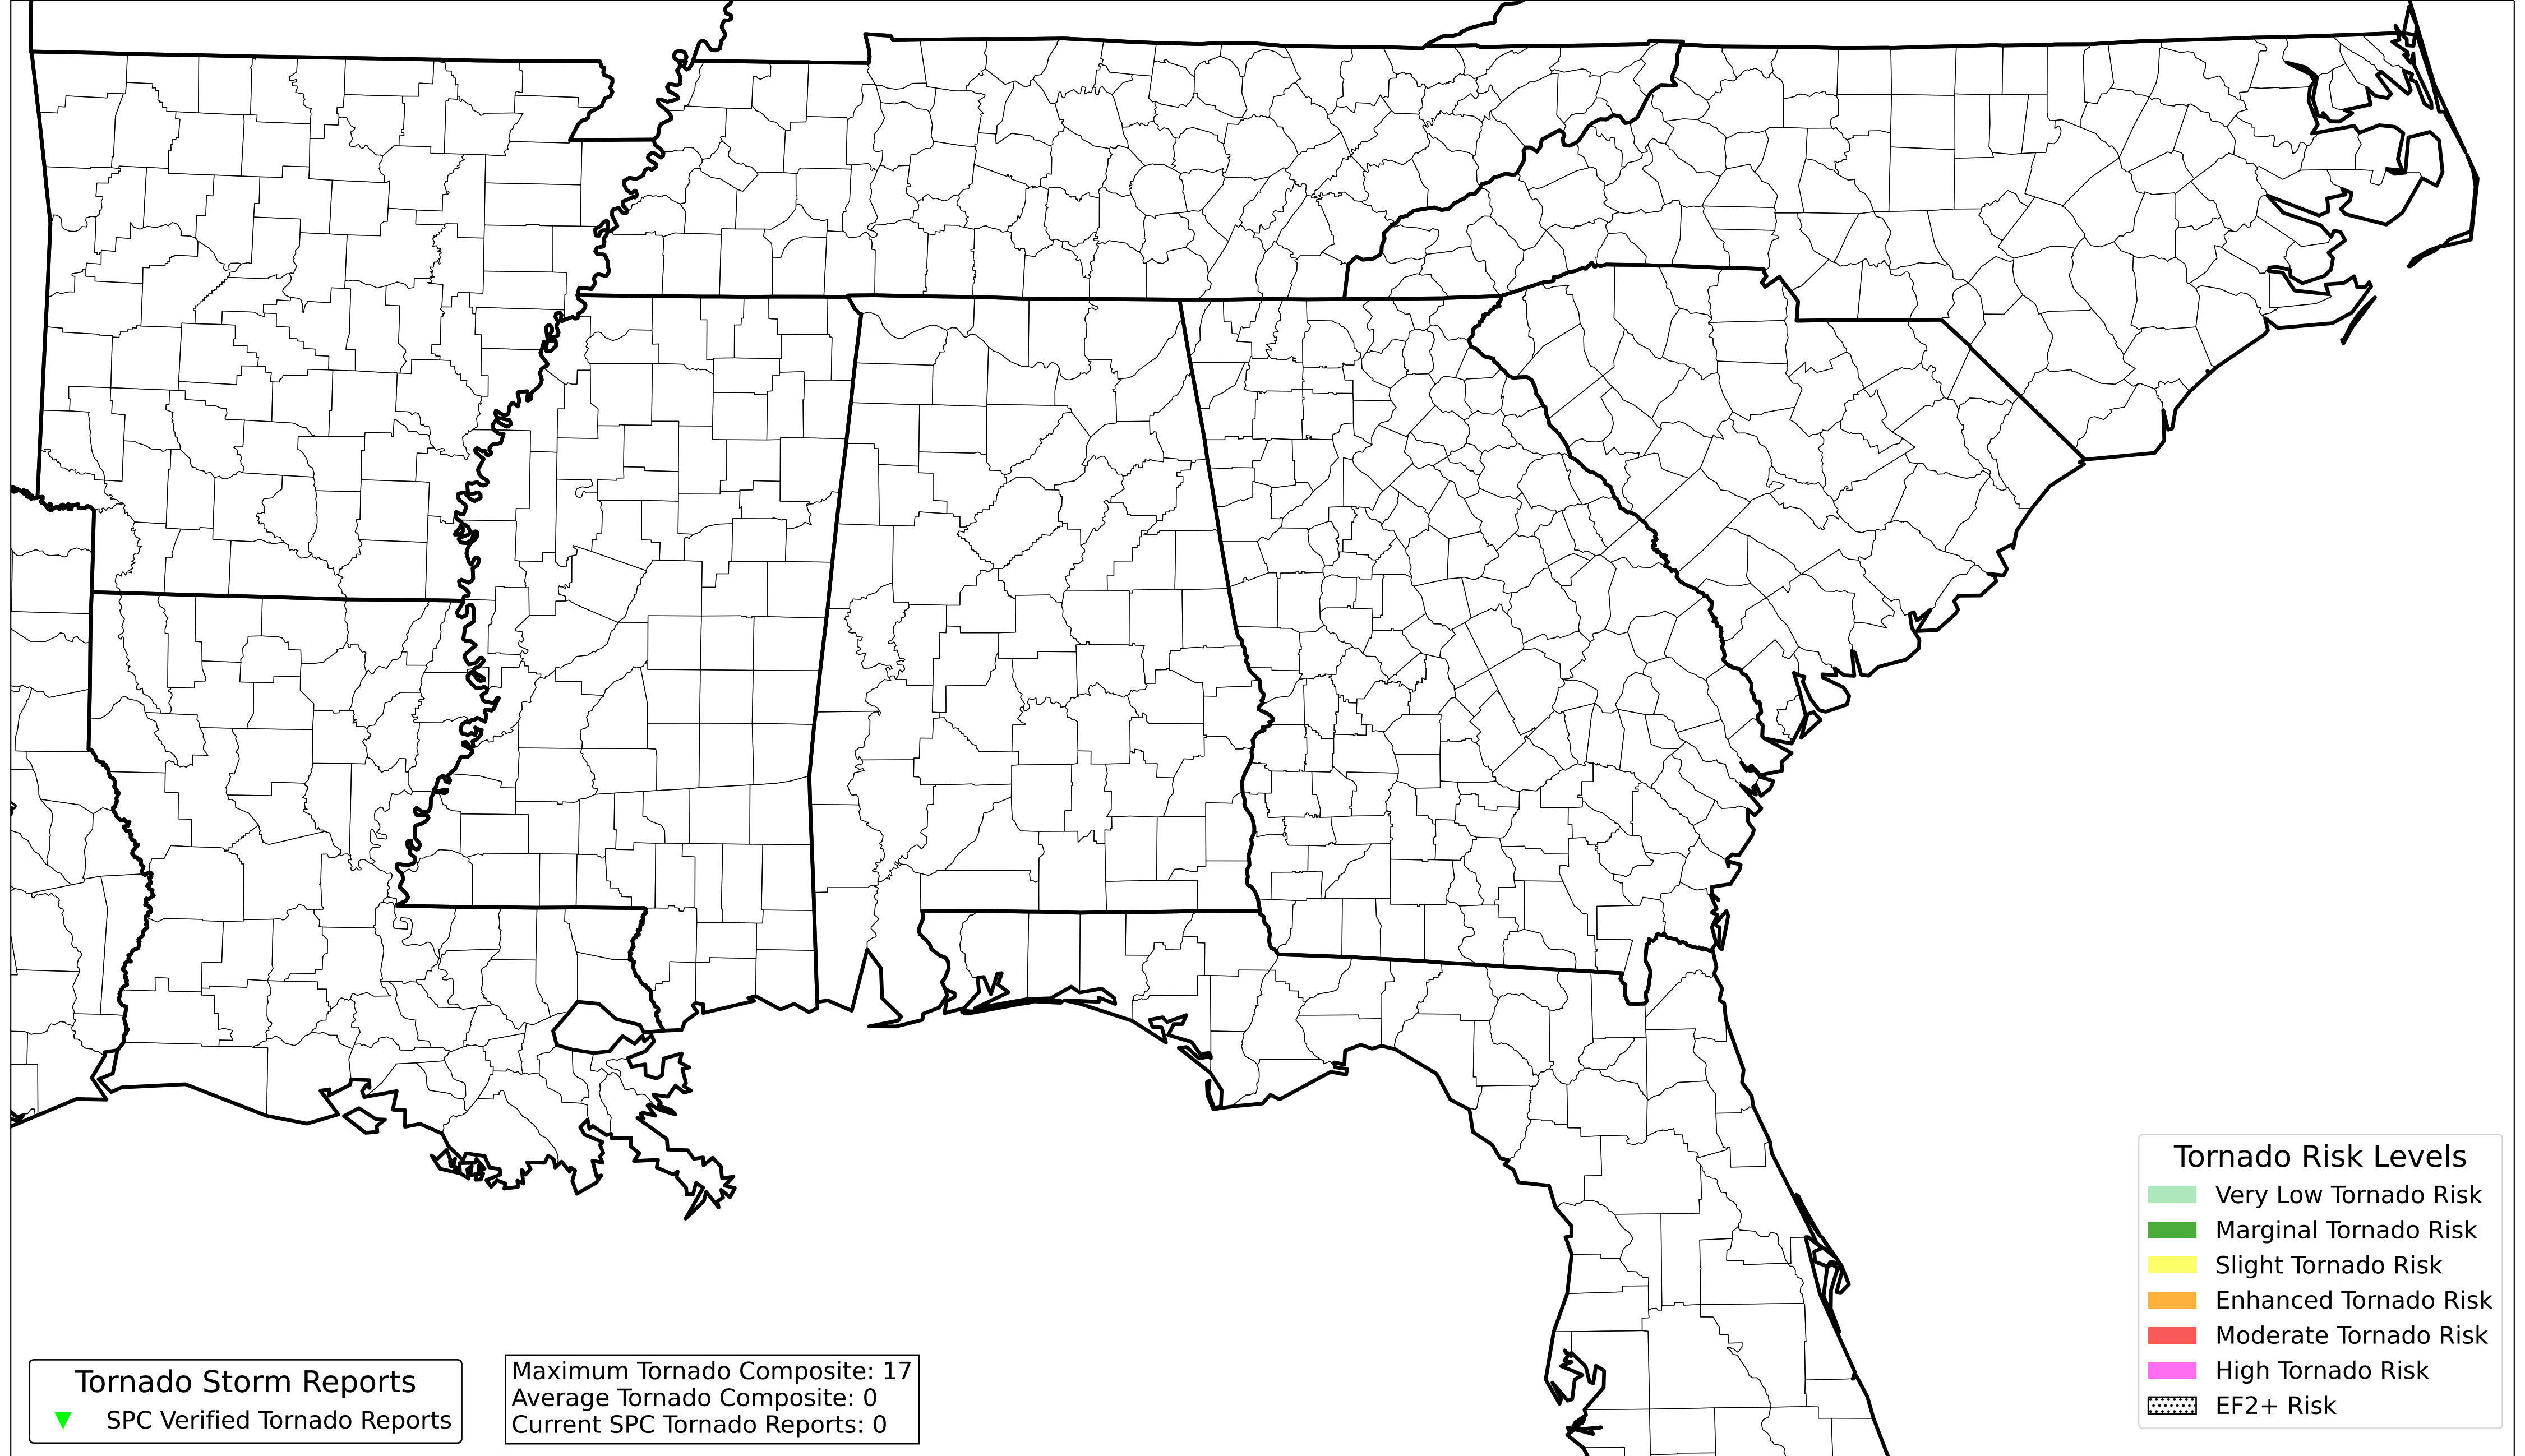 Tornado Storm Reports
SPC Verified Tornado Reports
Maximum Tornado Composite: 17
Average Tornado Composite: 0
Current SPC Tornado Reports: 0
Tornado Risk Levels
Very Low Tornado Risk
Marginal Tornado Risk
Slight Tornado Risk
Enhanced Tornado Risk
Moderate Tornado Risk
High Tornado Risk
EF2+ Risk